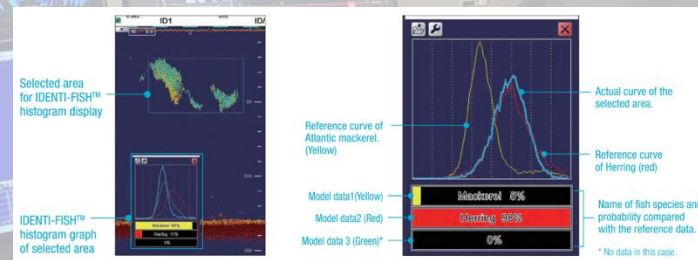 ID1
Selected area
for IDENTI-FISH™
histogram display
IDENTI-FISH™
histogram graph
of selected area
Mackerel
0%
Reference curve of
Atlantic mackerel.
(Yellow)
Model data1(Yellow)
Model data2 (Red)
Model data 3 (Green)*
Mackerel 8%
Herring 98%
0%
Actual curve of the
selected area.
Reference curve
of Herring (red)
Name of fish species and
probability compared
with the reference data.
* No data in this case.